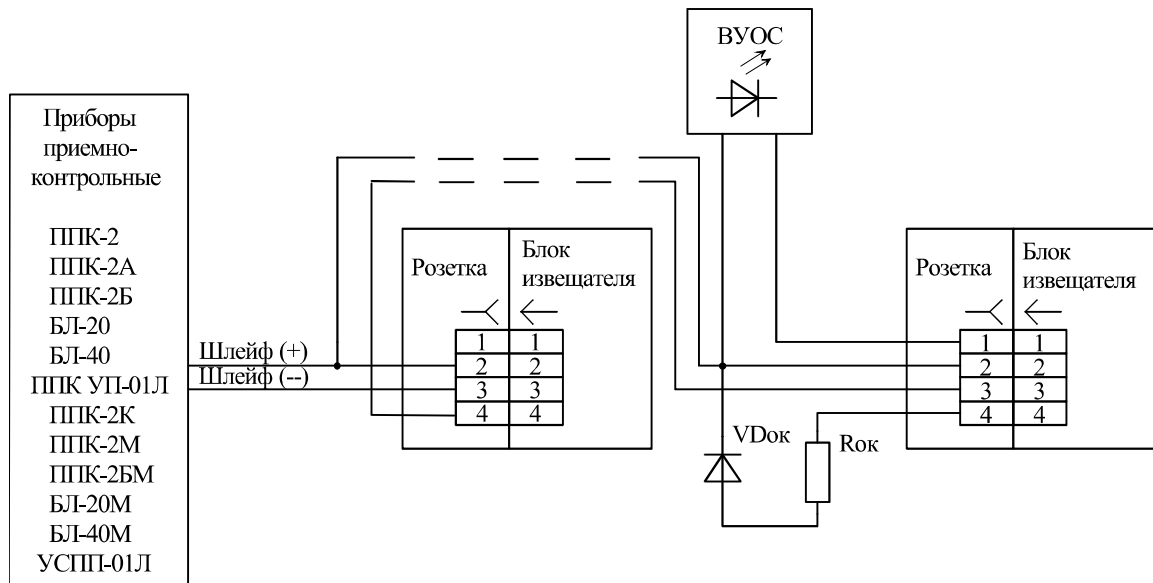 Приборы
приемно-
контрольные
ППК-2
ППК-2А
ППК-2Б
БЛ-20
БЛ-40
ППК УП-01Л
ППК-2К
ППК-2М
ППК-2БМ
БЛ-20М
БЛ-40М
УСПП-01Л
Шлейф (+)
Шлейф (--)
Розетка
Блок
извещателя
1 1
2 2
3 3
4 4
ВУОС
VDок
Rок
Розетка
Блок
извещателя
1 1
2 2
3 3
4 4